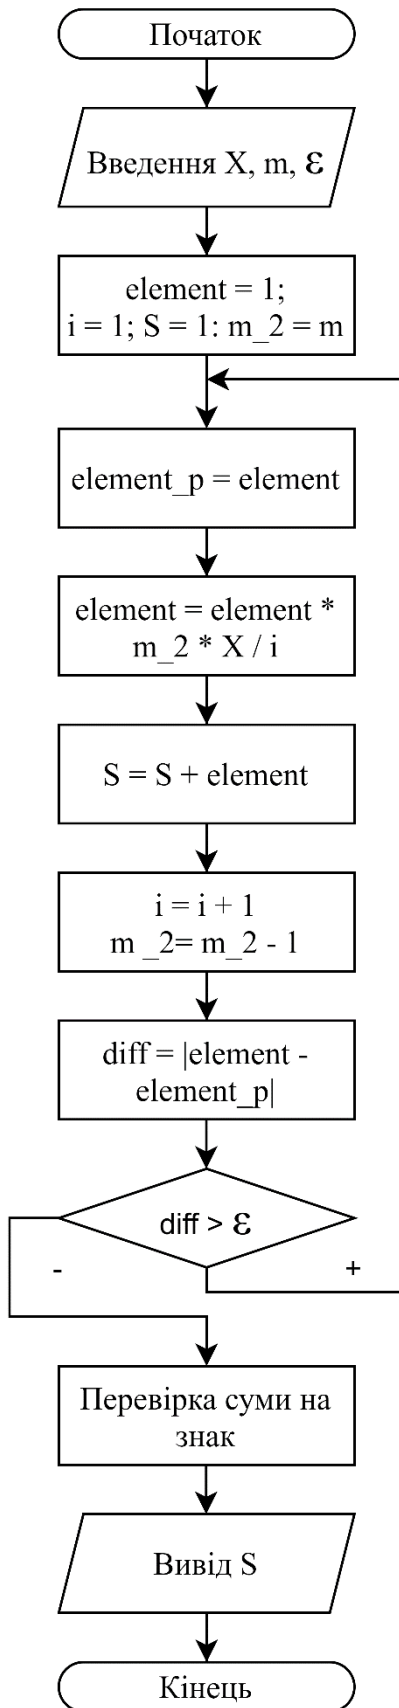 Початок
Введення X, m, ε
element = 1;
i = 1; S = 1: m_2 = m
element_p = element
element = element *
m_2 * X / i
S = S + element
i = i + 1
m _2= m_2 - 1
diff = |element -
element_p|
diff > ε
-
+
Перевірка суми на
знак
Вивід S
Кінець